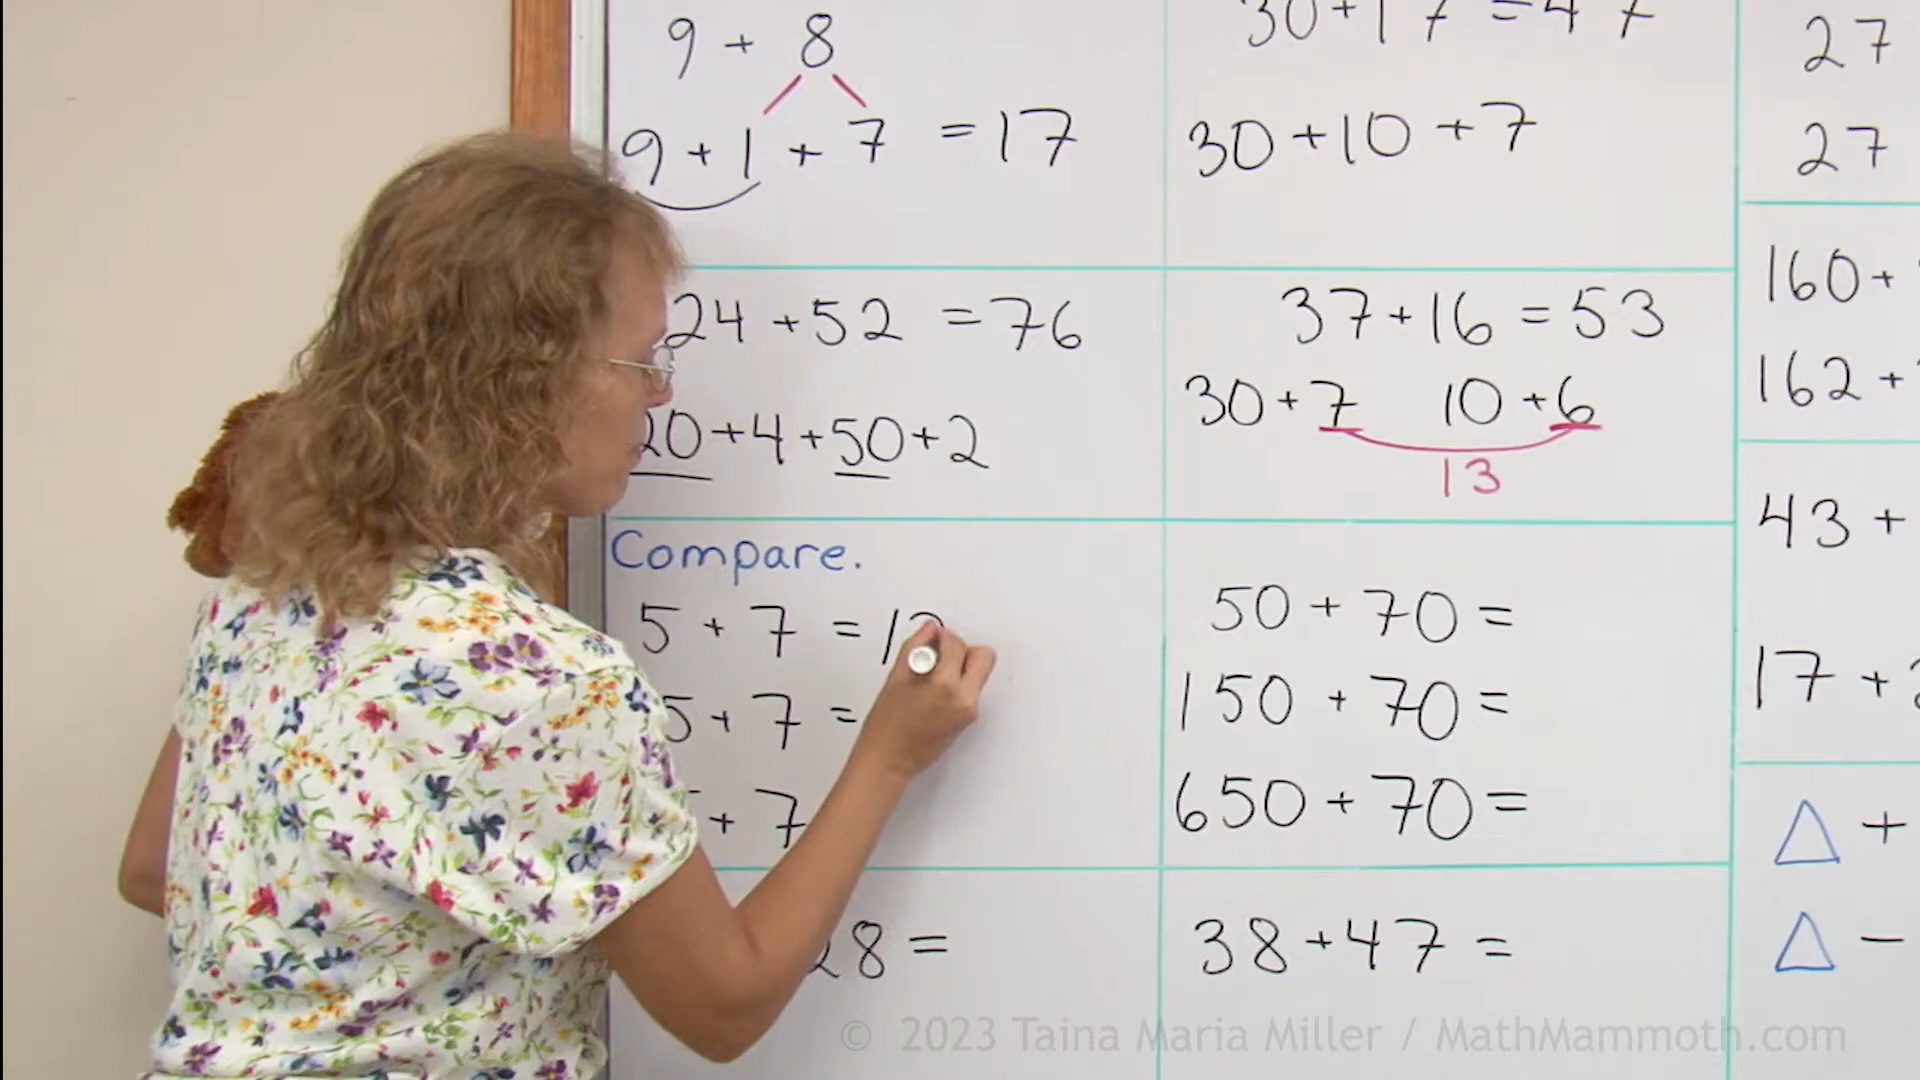 9 + 8
9 + 1 + 7 = 17
24 + 52 = 76
20 + 4 + 50 + 2
Compare.
5 + 7 = 12
5 + 7 =
+ 7
28 =
30 + 17 = 47
30 + 10 + 7
37 + 16 = 53
30 + 7 10 + 6
13
50 + 70 =
150 + 70 =
650 + 70 =
38 + 47 =
27
27
160 +
162 +
43 +
17 +
△ +
△ −
© 2023 Taina Maria Miller / MathMammoth.com